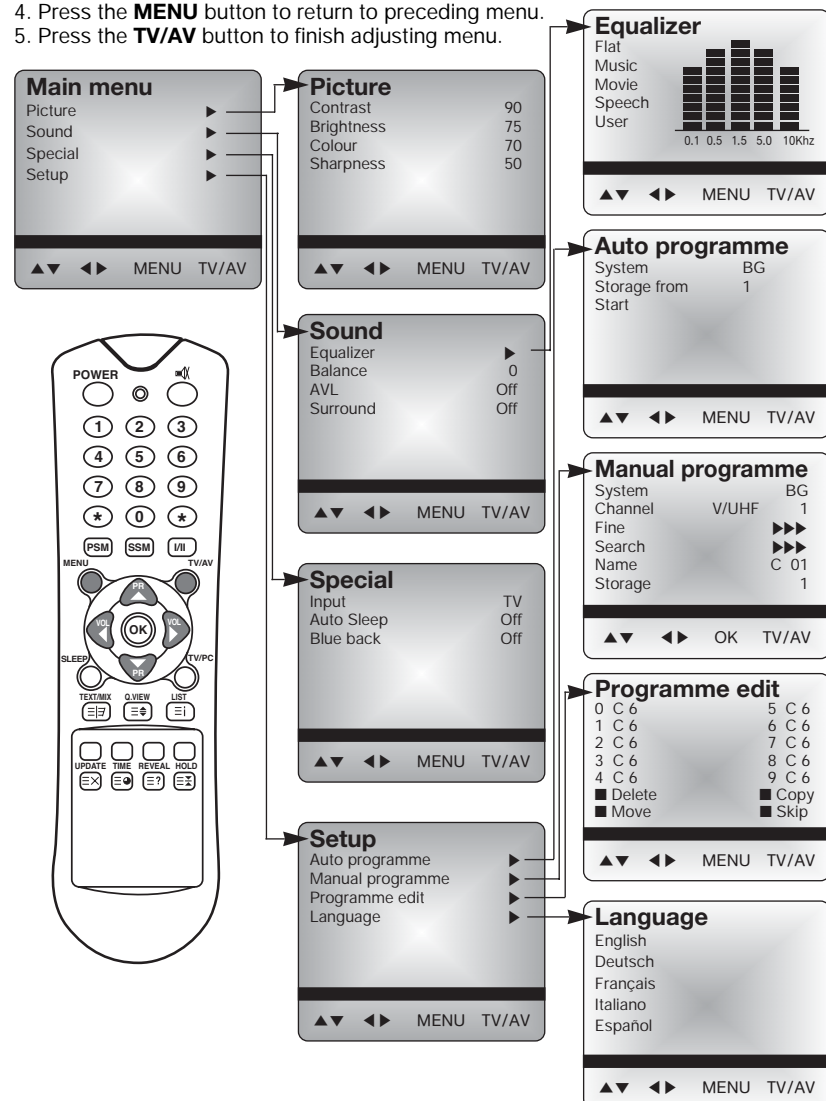 4. Press the MENU button to return to preceding menu.
5. Press the TV/AV button to finish adjusting menu.
Main menu
Picture ▶
Sound ▶
Special ▶
Setup ▶
▲▼ ◀▶ MENU TV/AV
Picture
Contrast 90
Brightness 75
Colour 70
Sharpness 50
▲▼ ◀▶ MENU TV/AV
Equalizer
Flat
Music
Movie
Speech
User
0.1 0.5 1.5 5.0 10Khz
▲▼ ◀▶ MENU TV/AV
Sound
Equalizer ▶
Balance 0
AVL Off
Surround Off
▲▼ ◀▶ MENU TV/AV
Auto programme
System BG
Storage from 1
Start
▲▼ ◀▶ MENU TV/AV
Manual programme
System BG
Channel V/UHF 1
Fine ▶▶▶
Search ▶▶▶
Name C 01
Storage 1
▲▼ ◀▶ OK TV/AV
Special
Input TV
Auto Sleep Off
Blue back Off
▲▼ ◀▶ MENU TV/AV
Programme edit
0 C 6 5 C 6
1 C 6 6 C 6
2 C 6 7 C 6
3 C 6 8 C 6
4 C 6 9 C 6
■ Delete ■ Copy
■ Move ■ Skip
▲▼ ◀▶ MENU TV/AV
Setup
Auto programme ▶
Manual programme ▶
Programme edit ▶
Language ▶
▲▼ ◀▶ MENU TV/AV
Language
English
Deutsch
Français
Italiano
Español
▲▼ ◀▶ MENU TV/AV
POWER
1 2 3
4 5 6
7 8 9
* 0 *
PSM SSM I/II
MENU TV/AV
PR
VOL OK VOL
PR
SLEEP TV/PC
TEXT/MIX Q.VIEW LIST
i
UPDATE TIME REVEAL HOLD
?